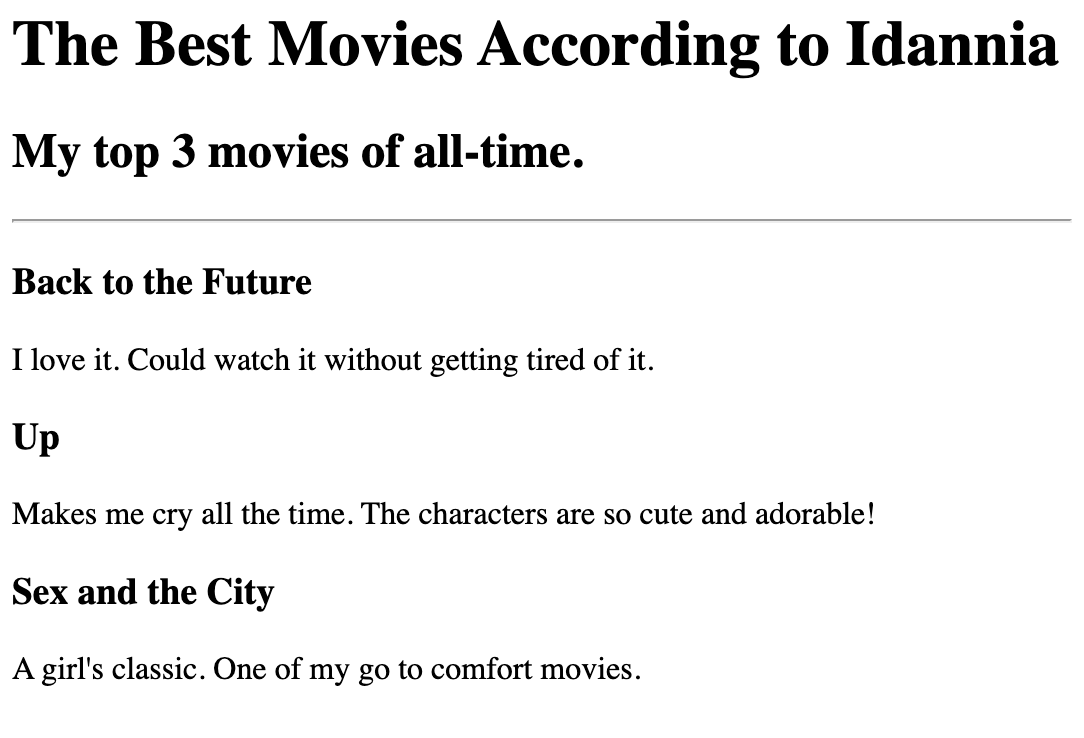 The Best Movies According to Idannia
My top 3 movies of all-time.
Back to the Future
I love it. Could watch it without getting tired of it.
Up
Makes me cry all the time. The characters are so cute and adorable!
Sex and the City
A girl's classic. One of my go to comfort movies.